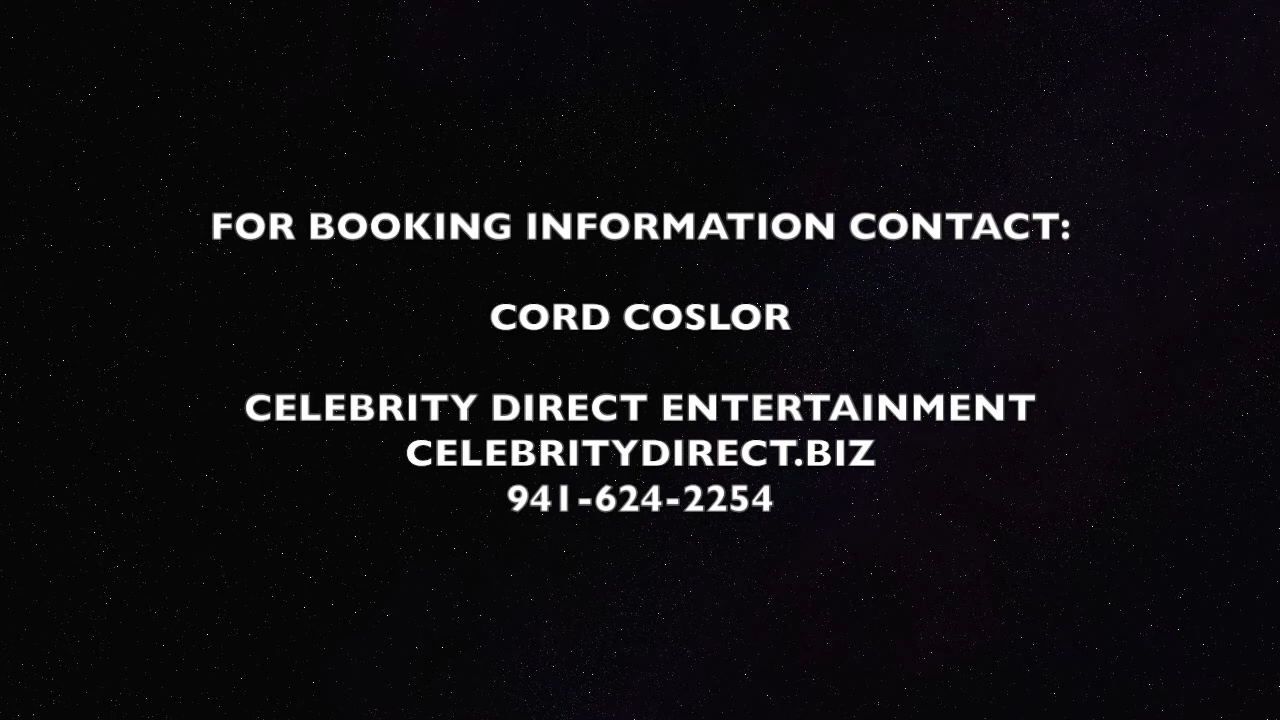 FOR BOOKING INFORMATION CONTACT:
CORD COSLOR
CELEBRITY DIRECT ENTERTAINMENT
CELEBRITYDIRECT.BIZ
941-624-2254